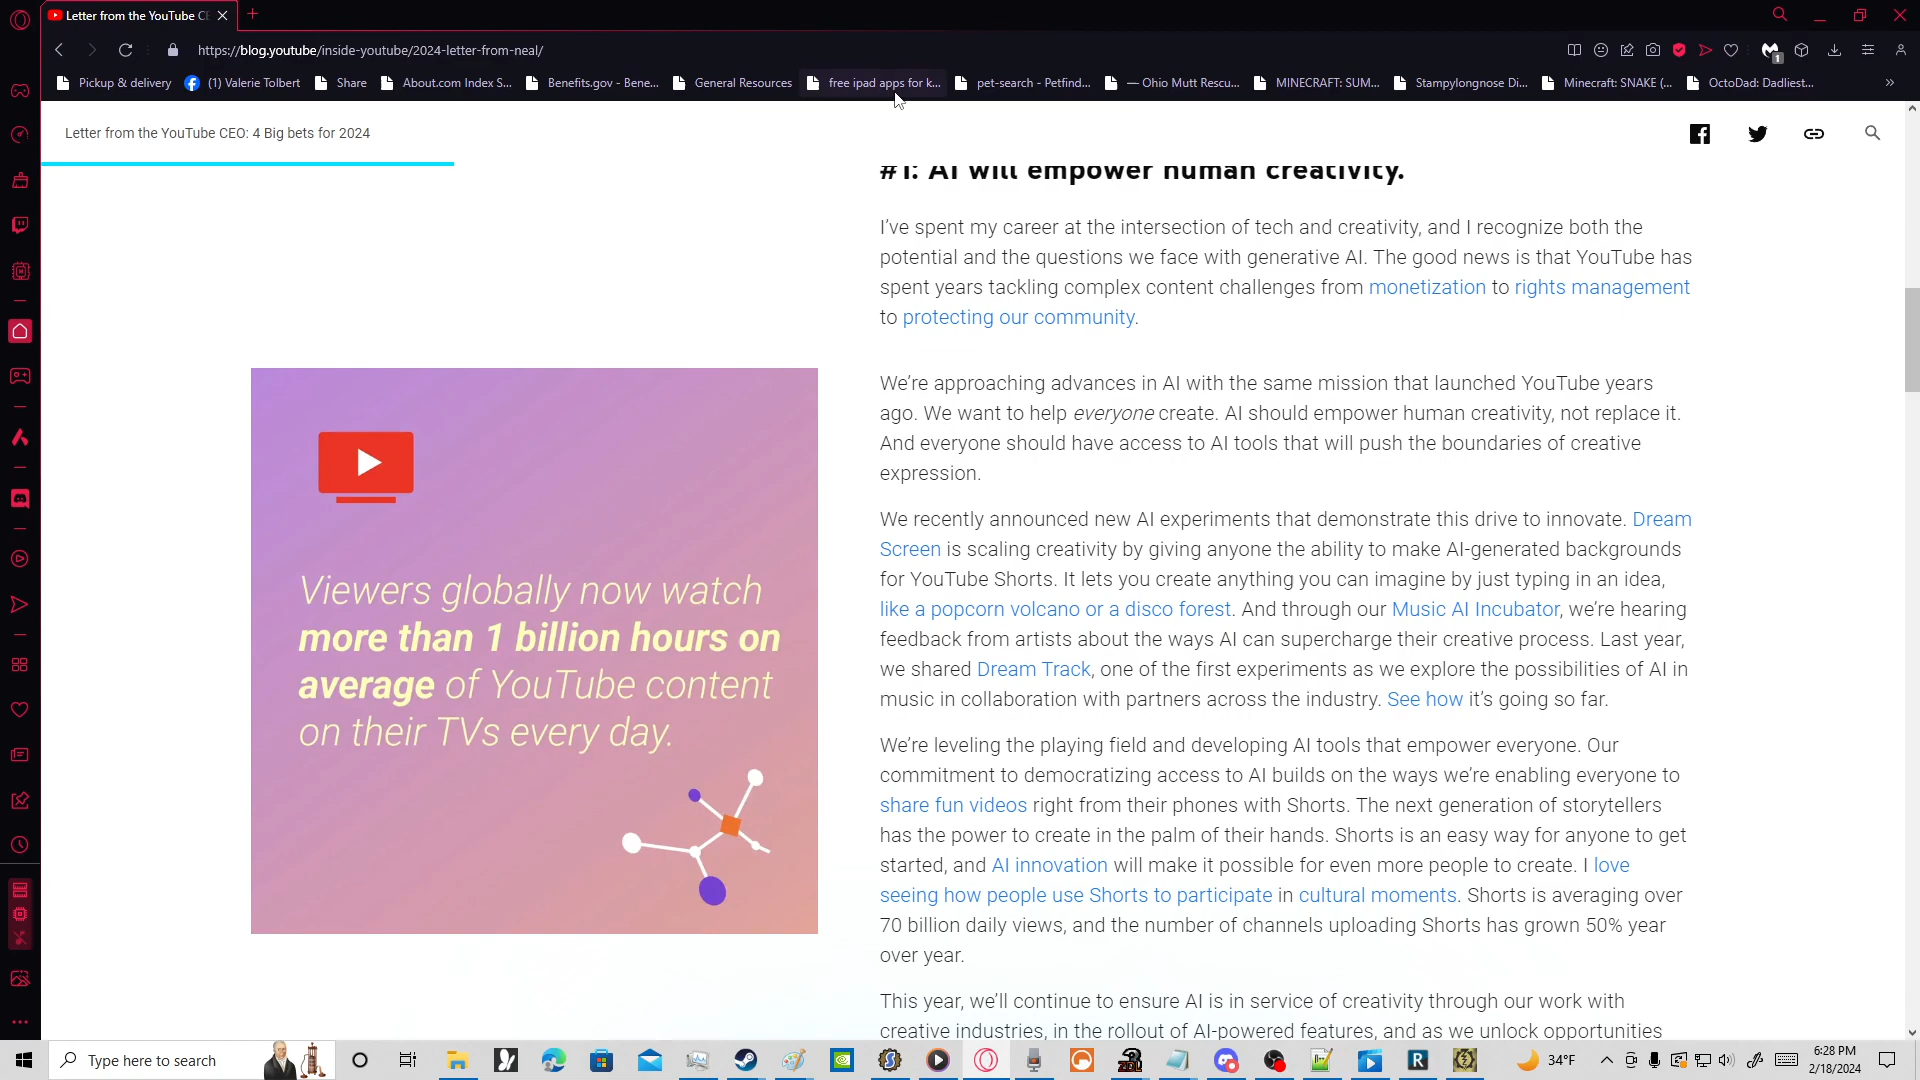 Letter from the YouTube CE
https://blog.youtube/inside-youtube/2024-letter-from-neal/
1
Pickup & delivery
(1) Valerie Tolbert
Share
About.com Index S...
Benefits.gov - Bene...
General Resources
free ipad apps for k...
pet-search - Petfind...
— Ohio Mutt Rescu...
MINECRAFT: SUM...
Stampylongnose Di...
Minecraft: SNAKE (...
OctoDad: Dadliest...
Letter from the YouTube CEO: 4 Big bets for 2024
#1: AI will empower human creativity.
I've spent my career at the intersection of tech and creativity, and I recognize both the
potential and the questions we face with generative AI. The good news is that YouTube has
spent years tackling complex content challenges from monetization to rights management
to protecting our community.
We're approaching advances in AI with the same mission that launched YouTube years
ago. We want to help everyone create. AI should empower human creativity, not replace it.
And everyone should have access to AI tools that will push the boundaries of creative
expression.
We recently announced new AI experiments that demonstrate this drive to innovate. Dream
Screen is scaling creativity by giving anyone the ability to make AI-generated backgrounds
for YouTube Shorts. It lets you create anything you can imagine by just typing in an idea,
like a popcorn volcano or a disco forest. And through our Music AI Incubator, we're hearing
feedback from artists about the ways AI can supercharge their creative process. Last year,
we shared Dream Track, one of the first experiments as we explore the possibilities of AI in
music in collaboration with partners across the industry. See how it's going so far.
We're leveling the playing field and developing AI tools that empower everyone. Our
commitment to democratizing access to AI builds on the ways we're enabling everyone to
share fun videos right from their phones with Shorts. The next generation of storytellers
has the power to create in the palm of their hands. Shorts is an easy way for anyone to get
started, and AI innovation will make it possible for even more people to create. I love
seeing how people use Shorts to participate in cultural moments. Shorts is averaging over
70 billion daily views, and the number of channels uploading Shorts has grown 50% year
over year.
This year, we'll continue to ensure AI is in service of creativity through our work with
creative industries, in the rollout of AI-powered features, and as we unlock opportunities
Viewers globally now watch
more than 1 billion hours on
average of YouTube content
on their TVs every day.
Type here to search
34°F
6:28 PM
2/18/2024